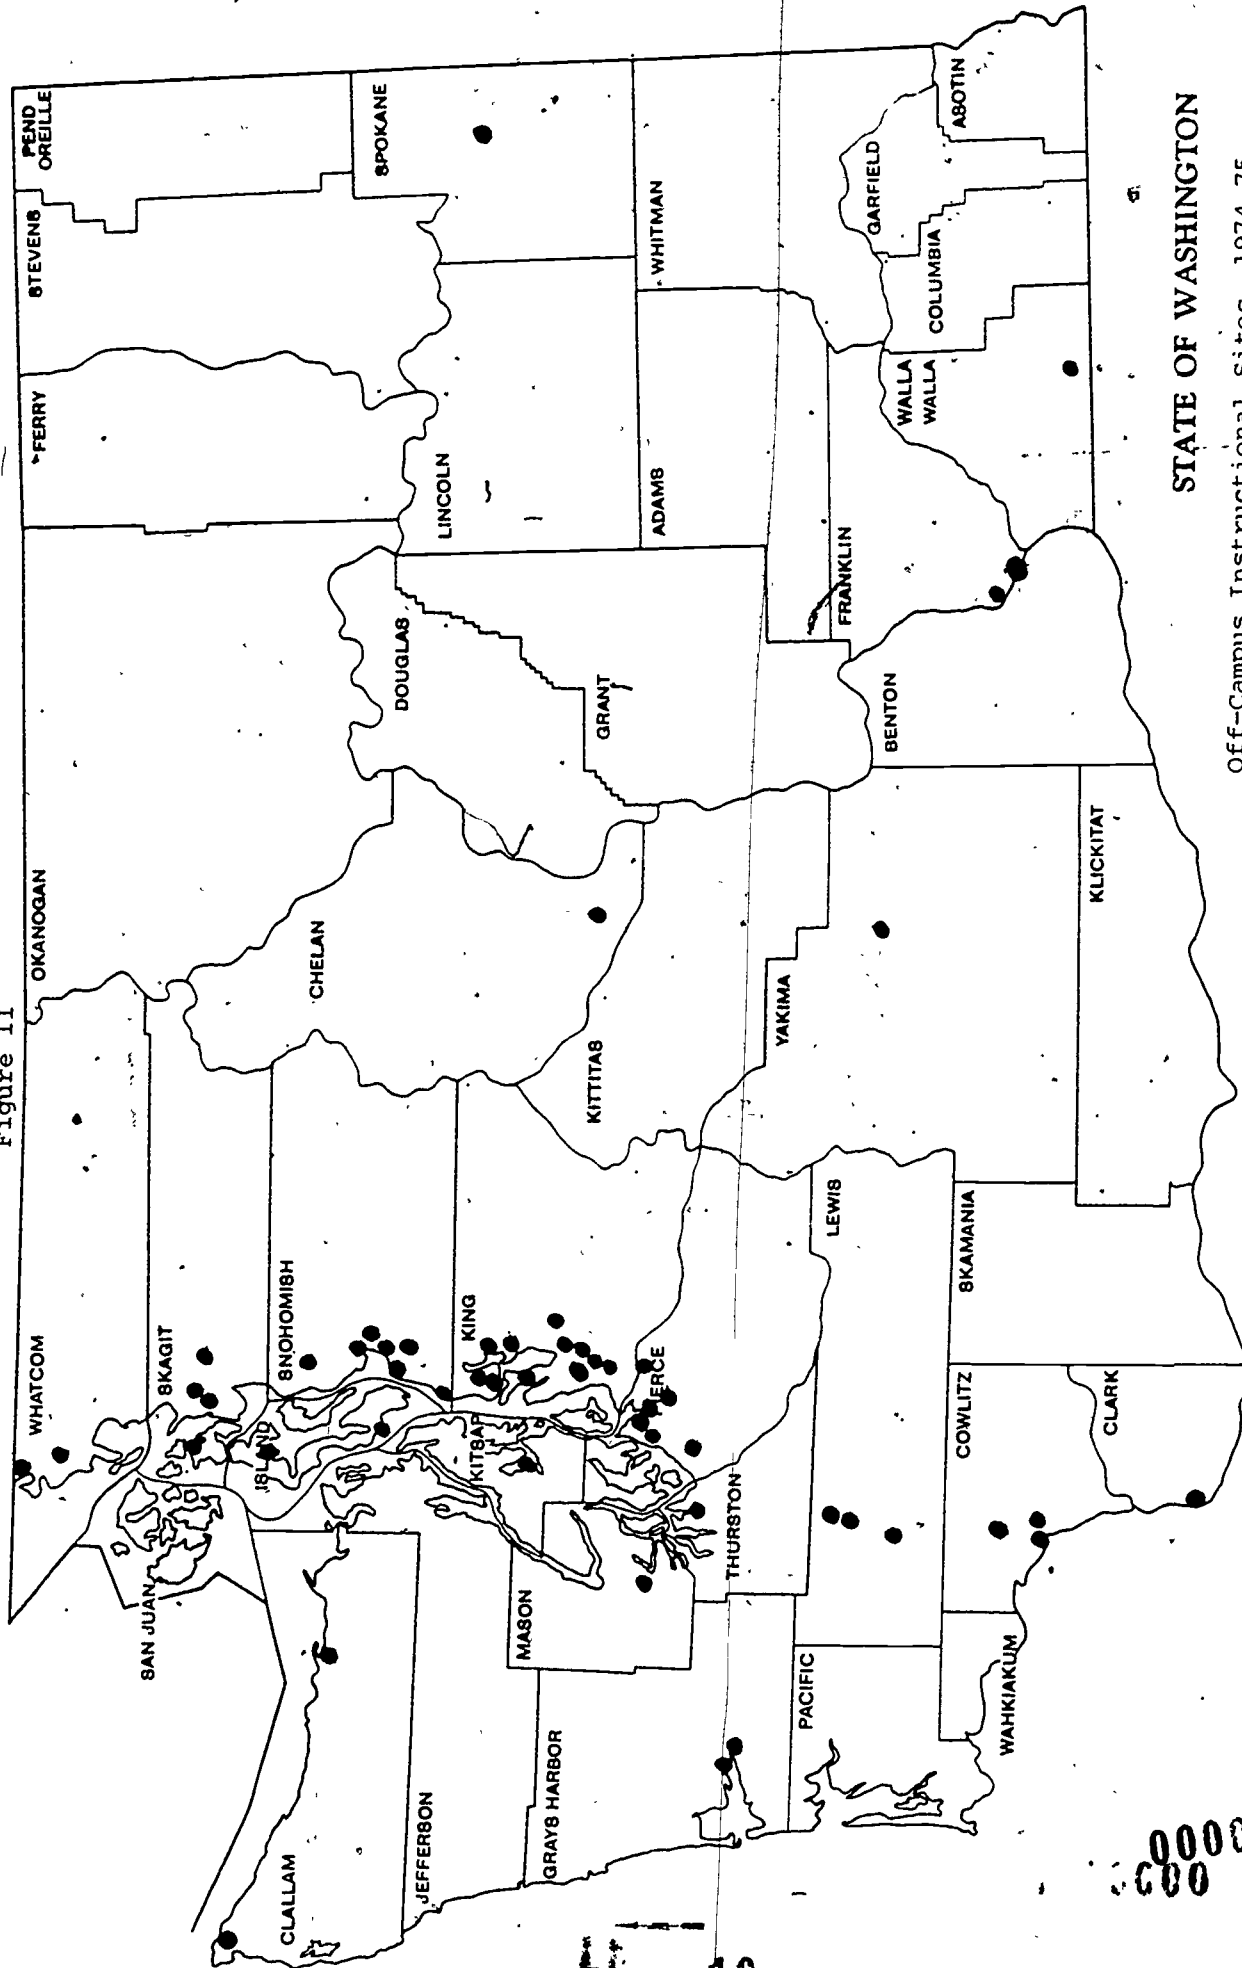 Figure 11
WHATCOM
OKANOGAN
FERRY
STEVENS
PEND
OREILLE
SAN JUAN
SKAGIT
ISLAND
SNOHOMISH
CHELAN
DOUGLAS
LINCOLN
SPOKANE
CLALLAM
JEFFERSON
KITSAP
KING
MASON
GRAYS HARBOR
KITTITAS
GRANT
ADAMS
WHITMAN
PIERCE
THURSTON
PACIFIC
LEWIS
YAKIMA
FRANKLIN
BENTON
WALLA
WALLA
COLUMBIA
GARFIELD
ASOTIN
WAHKIAKUM
COWLITZ
SKAMANIA
CLARK
KLICKITAT
STATE OF WASHINGTON
Off-Campus Instructional Sites, 1974-75